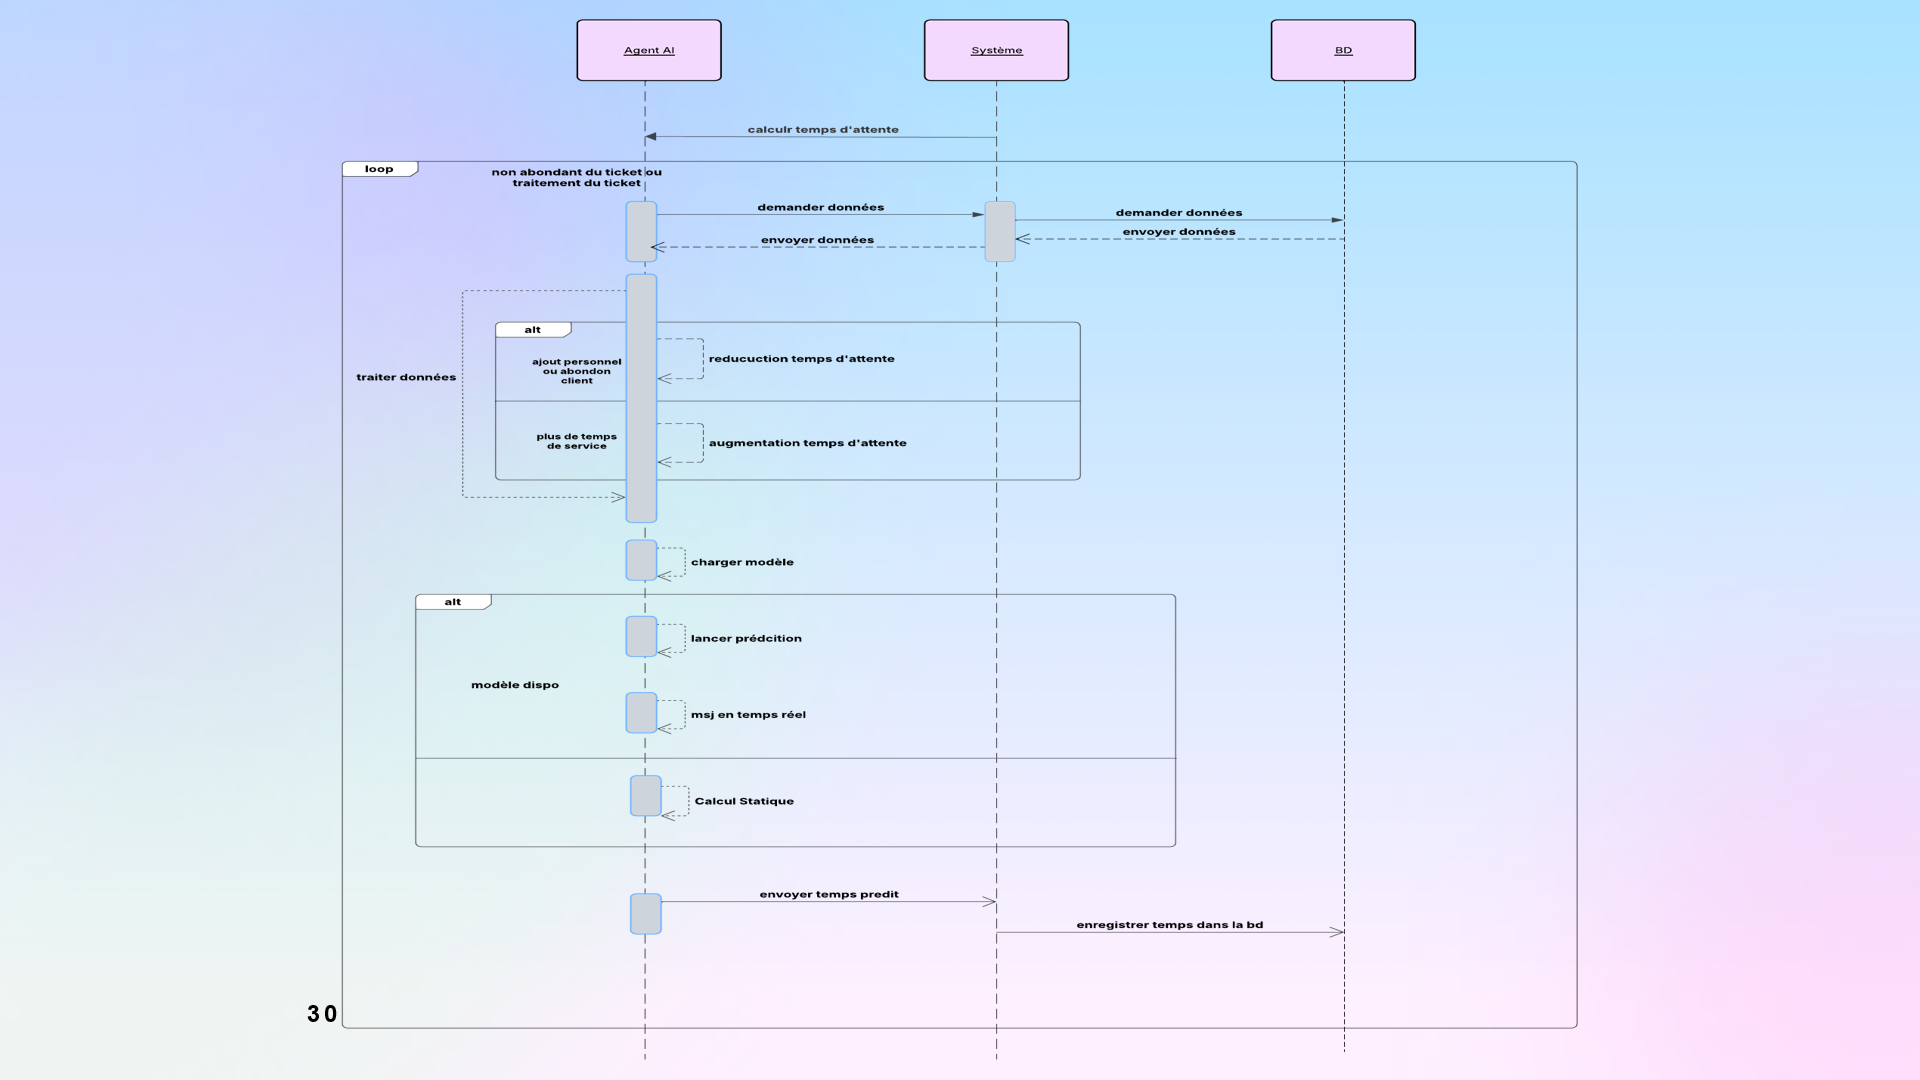 Agent AI
Système
BD
calculr temps d'attente
loop
non abondant du ticket ou
traitement du ticket
demander données
demander données
envoyer données
envoyer données
alt
ajout personnel
ou abondon
client
reducuction temps d'attente
traiter données
plus de temps
de service
augmentation temps d'attente
charger modèle
alt
lancer prédcition
modèle dispo
msj en temps réel
Calcul Statique
envoyer temps predit
enregistrer temps dans la bd
30